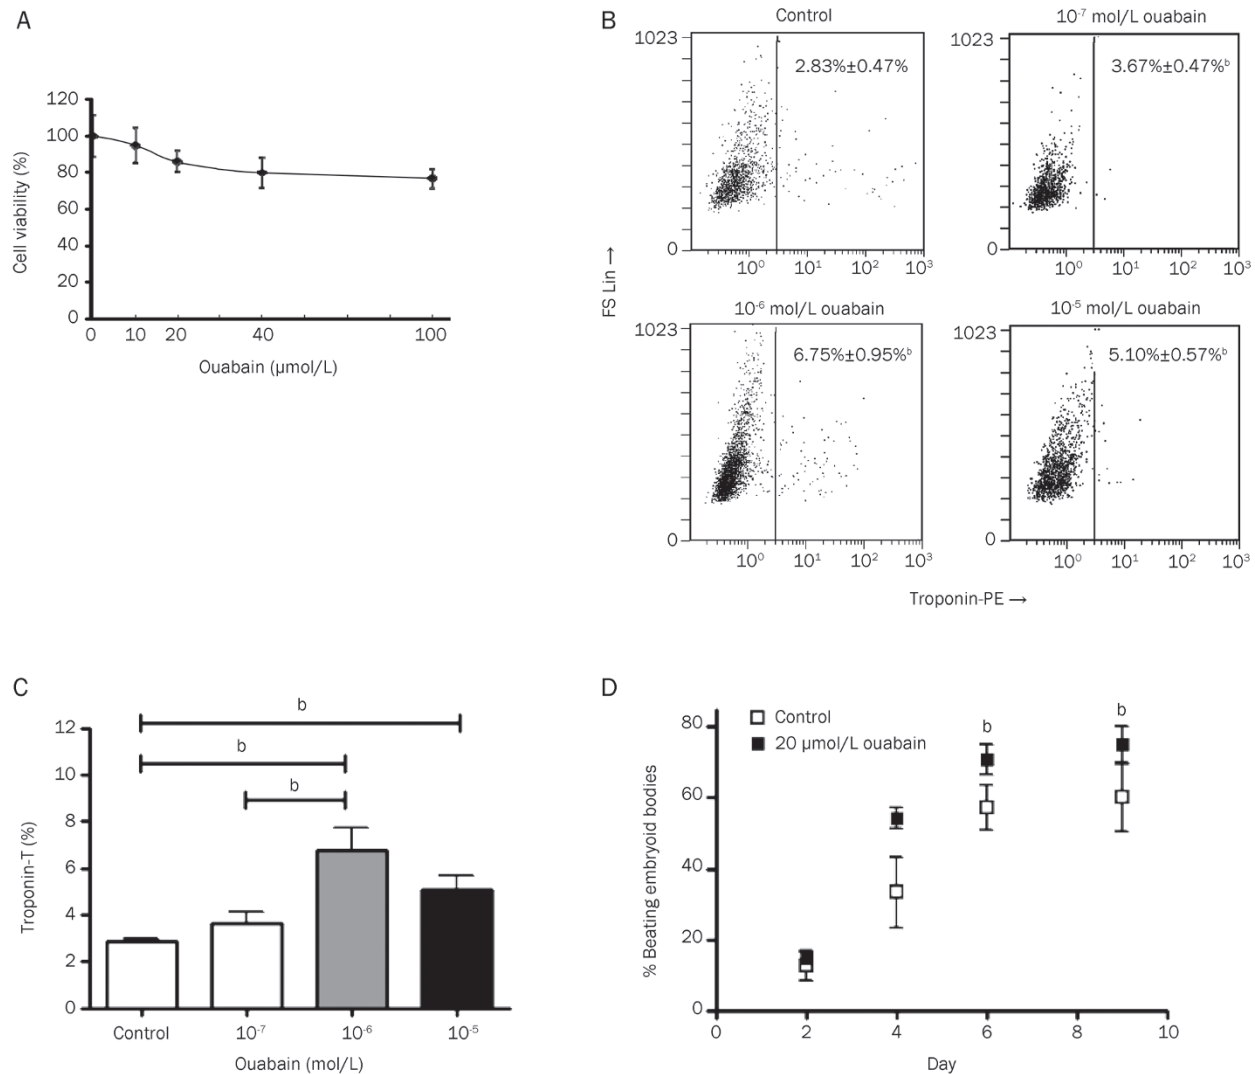 A
120
100
80
60
40
20
0
Cell viability (%)
0 10 20 40 100
Ouabain (μmol/L)
B
Control
1023
2.83%±0.47%
0
10⁰ 10¹ 10² 10³
10⁻⁷ mol/L ouabain
1023
3.67%±0.47%ᵇ
0
10⁰ 10¹ 10² 10³
FS Lin →
10⁻⁶ mol/L ouabain
1023
6.75%±0.95%ᵇ
0
10⁰ 10¹ 10² 10³
10⁻⁵ mol/L ouabain
1023
5.10%±0.57%ᵇ
0
10⁰ 10¹ 10² 10³
Troponin-PE →
C
b
b
b
12
10
8
6
4
2
0
Troponin-T (%)
Control 10⁻⁷ 10⁻⁶ 10⁻⁵
Ouabain (mol/L)
D
Control
20 μmol/L ouabain
b
b
80
60
40
20
0
% Beating embryoid bodies
0 2 4 6 8 10
Day